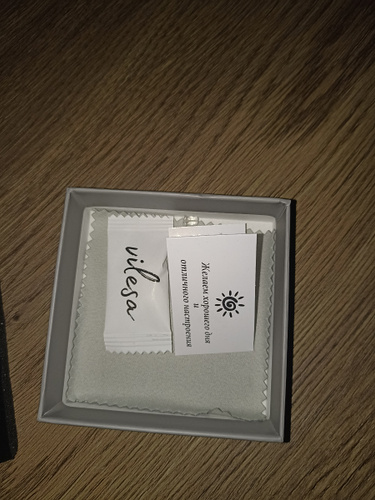 vilesa
Желаем хорошего дня
и
отличного настроения